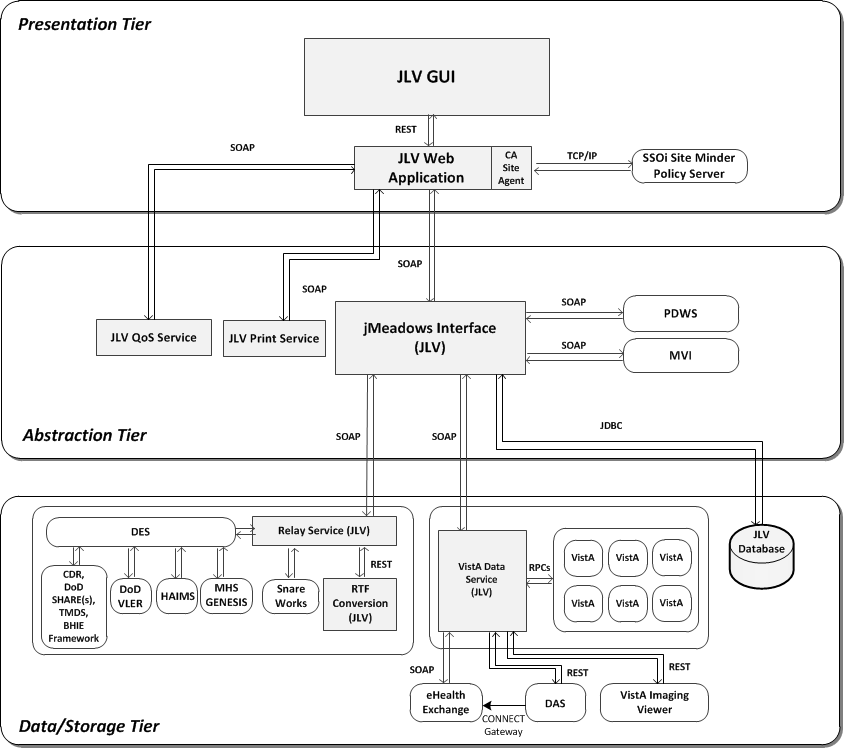 Presentation Tier
JLV GUI
REST
SOAP
JLV Web
Application
CA
Site
Agent
TCP/IP
SSOi Site Minder
Policy Server
SOAP
SOAP
JLV QoS Service
JLV Print Service
jMeadows Interface
(JLV)
SOAP
PDWS
SOAP
MVI
Abstraction Tier
SOAP
SOAP
JDBC
DES
Relay Service (JLV)
REST
CDR,
DoD
SHARE(s),
TMDS,
BHIE
Framework
DoD
VLER
HAIMS
MHS
GENESIS
Snare
Works
RTF
Conversion
(JLV)
VistA Data
Service
(JLV)
RPCs
VistA
VistA
VistA
VistA
VistA
VistA
JLV
Database
SOAP
REST
REST
eHealth
Exchange
CONNECT
Gateway
DAS
VistA Imaging
Viewer
Data/Storage Tier